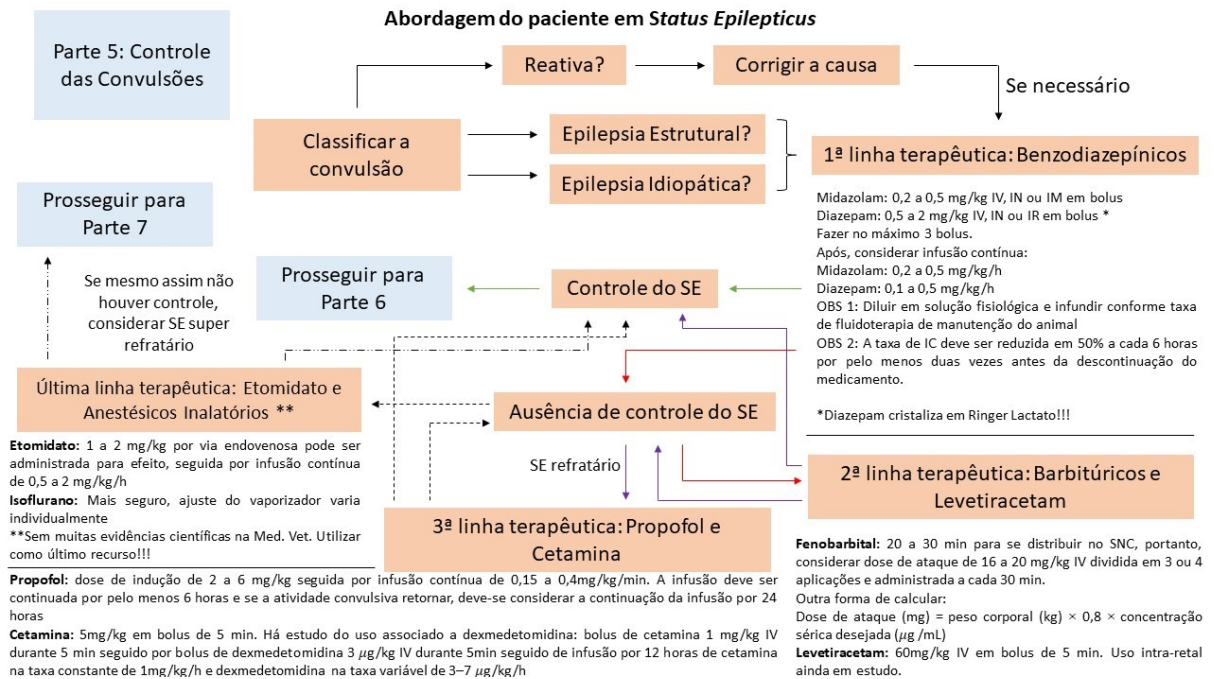 Abordagem do paciente em Status Epilepticus
Parte 5: Controle
das Convulsões
Reativa?
Corrigir a causa
Se necessário
Classificar a
convulsão
Epilepsia Estrutural?
Epilepsia Idiopática?
1ª linha terapêutica: Benzodiazepínicos
Midazolam: 0,2 a 0,5 mg/kg IV, IN ou IM em bolus
Diazepam: 0,5 a 2 mg/kg IV, IN ou IR em bolus *
Fazer no máximo 3 bolus.
Após, considerar infusão contínua:
Midazolam: 0,2 a 0,5 mg/kg/h
Diazepam: 0,1 a 0,5 mg/kg/h
OBS 1: Diluir em solução fisiológica e infundir conforme taxa
de fluidoterapia de manutenção do animal
OBS 2: A taxa de IC deve ser reduzida em 50% a cada 6 horas
por pelo menos duas vezes antes da descontinuação do
medicamento.
*Diazepam cristaliza em Ringer Lactato!!!
Prosseguir para
Parte 7
Se mesmo assim não
houver controle,
considerar SE super
refratário
Prosseguir para
Parte 6
Controle do SE
Última linha terapêutica: Etomidato e
Anestésicos Inalatórios **
Ausência de controle do SE
SE refratário
Etomidato: 1 a 2 mg/kg por via endovenosa pode ser
administrada para efeito, seguida por infusão contínua
de 0,5 a 2 mg/kg/h
Isoflurano: Mais seguro, ajuste do vaporizador varia
individualmente
**Sem muitas evidências científicas na Med. Vet. Utilizar
como último recurso!!!
3ª linha terapêutica: Propofol e
Cetamina
2ª linha terapêutica: Barbitúricos e
Levetiracetam
Propofol: dose de indução de 2 a 6 mg/kg seguida por infusão contínua de 0,15 a 0,4mg/kg/min. A infusão deve ser
continuada por pelo menos 6 horas e se a atividade convulsiva retornar, deve-se considerar a continuação da infusão por 24
horas
Cetamina: 5mg/kg em bolus de 5 min. Há estudo do uso associado a dexmedetomidina: bolus de cetamina 1 mg/kg IV
durante 5 min seguido por bolus de dexmedetomidina 3 μg/kg IV durante 5min seguido de infusão por 12 horas de cetamina
na taxa constante de 1mg/kg/h e dexmedetomidina na taxa variável de 3–7 μg/kg/h
Fenobarbital: 20 a 30 min para se distribuir no SNC, portanto,
considerar dose de ataque de 16 a 20 mg/kg IV dividida em 3 ou 4
aplicações e administrada a cada 30 min.
Outra forma de calcular:
Dose de ataque (mg) = peso corporal (kg) × 0,8 × concentração
sérica desejada (μg /mL)
Levetiracetam: 60mg/kg IV em bolus de 5 min. Uso intra-retal
ainda em estudo.